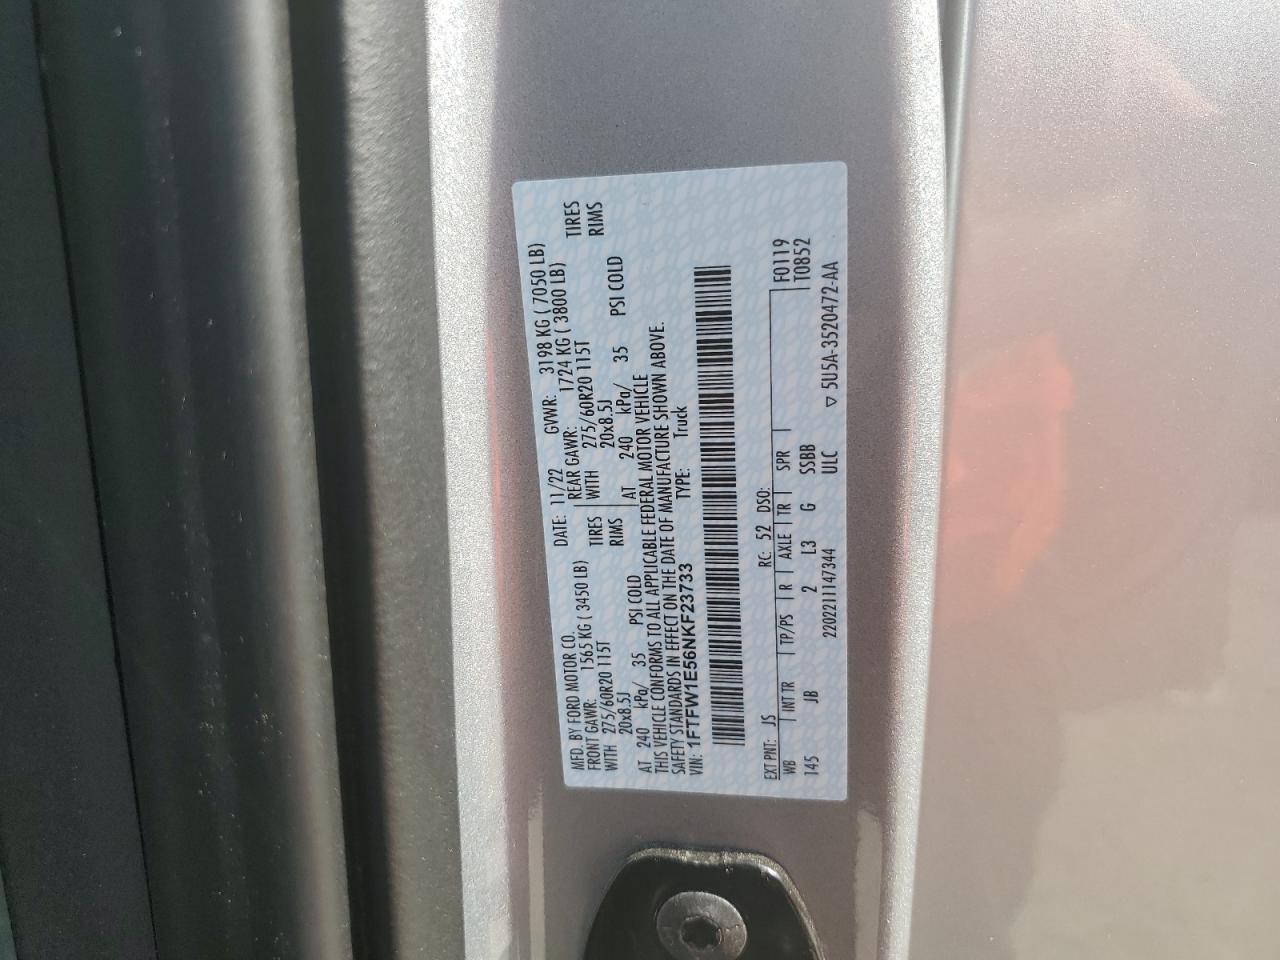 MFD. BY FORD MOTOR CO.
DATE: 11/22 GVWR: 3198 KG ( 7050 LB)
FRONT GAWR: 1565 KG ( 3450 LB) REAR GAWR: 1724 KG ( 3800 LB)
WITH 275/60R20 115T TIRES WITH 275/60R20 115T TIRES
20x8.5J RIMS 20x8.5J RIMS
AT 240 kPa/ 35 PSI COLD AT 240 kPa/ 35 PSI COLD
THIS VEHICLE CONFORMS TO ALL APPLICABLE FEDERAL MOTOR VEHICLE
SAFETY STANDARDS IN EFFECT ON THE DATE OF MANUFACTURE SHOWN ABOVE.
VIN: 1FTFW1E56NKF23733 TYPE: Truck
EXT PNT: JS RC: 52 DSO: F0119
WB INT TR TP/PS R AXLE TR SPR T0852
145 JB 2 L3 G SSBB
2202211147344 ULC ▽ 5U5A-3520472-AA